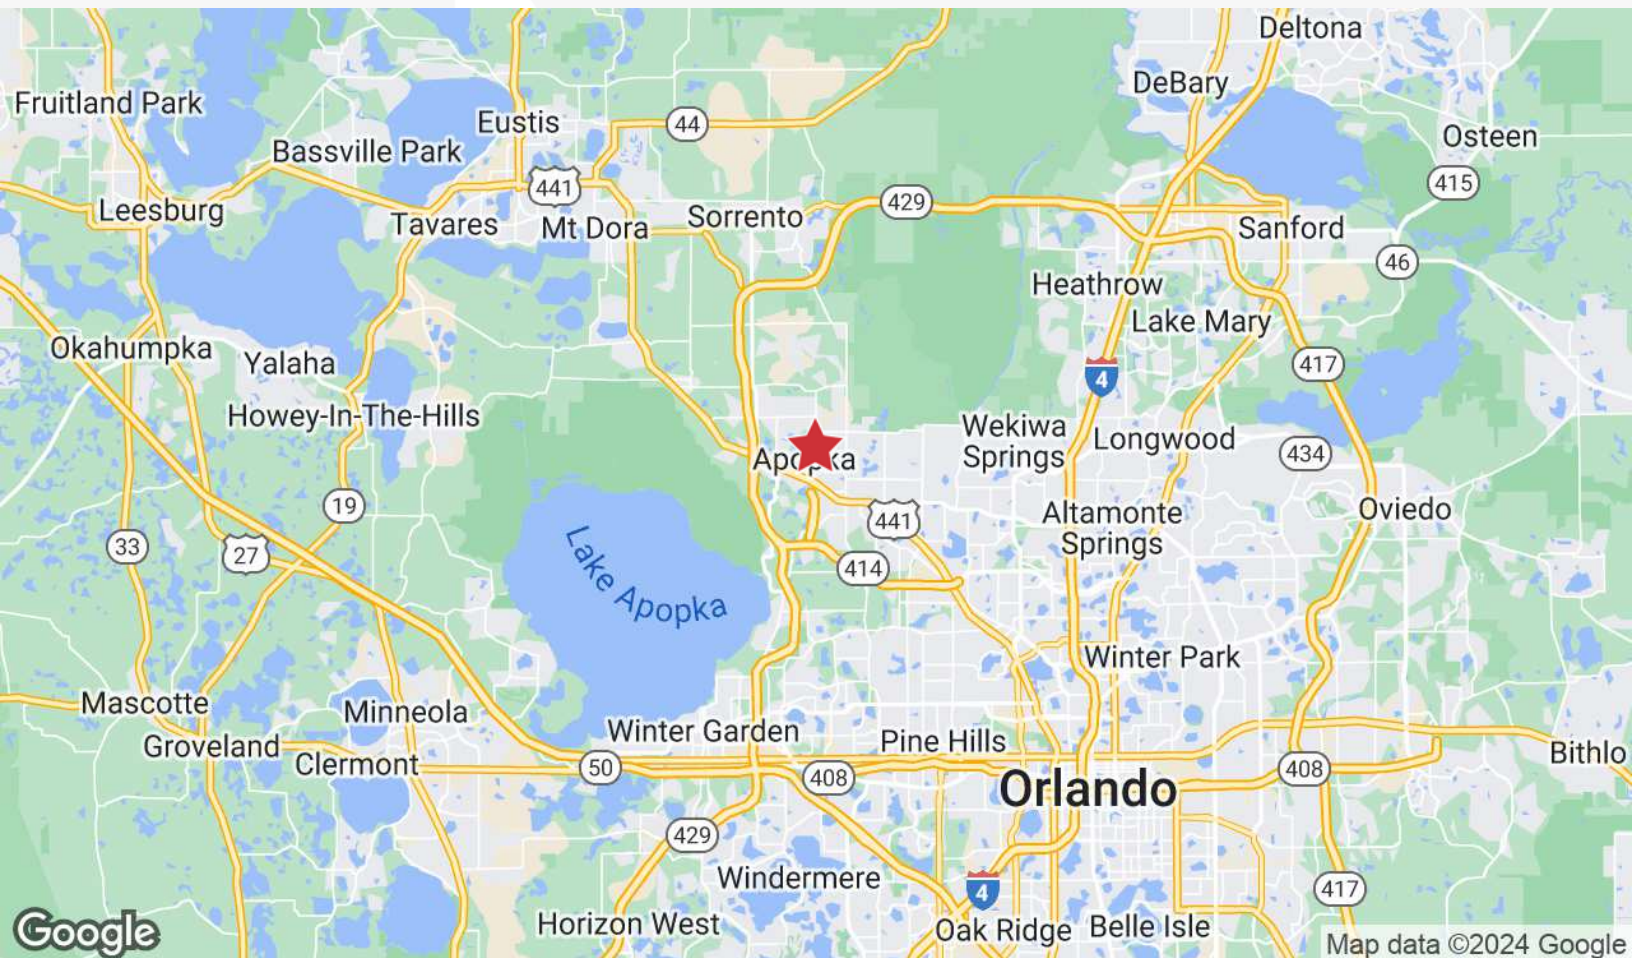 Deltona
DeBary
Fruitland Park
Eustis
44
Osteen
Bassville Park
441
415
429
Leesburg
Tavares
Mt Dora
Sorrento
Sanford
46
Heathrow
Lake Mary
Okahumpka
Yalaha
417
4
Howey-In-The-Hills
Wekiwa
Springs
Longwood
434
Apopka
19
441
Altamonte
Springs
Oviedo
33
27
414
Lake Apopka
Winter Park
Mascotte
Minneola
Winter Garden
Pine Hills
Groveland
Clermont
50
408
Orlando
408
Bithlo
429
Windermere
4
417
Horizon West
Oak Ridge
Belle Isle
Google
Map data ©2024 Google